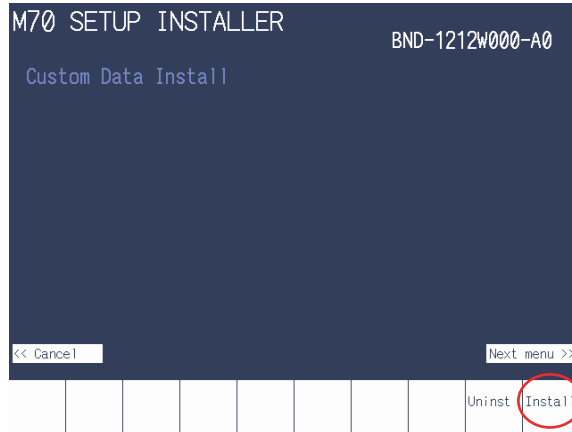 M70 SETUP INSTALLER
BND-1212W000-A0
Custom Data Install
<< Cancel
Next menu >>
Uninst
Install